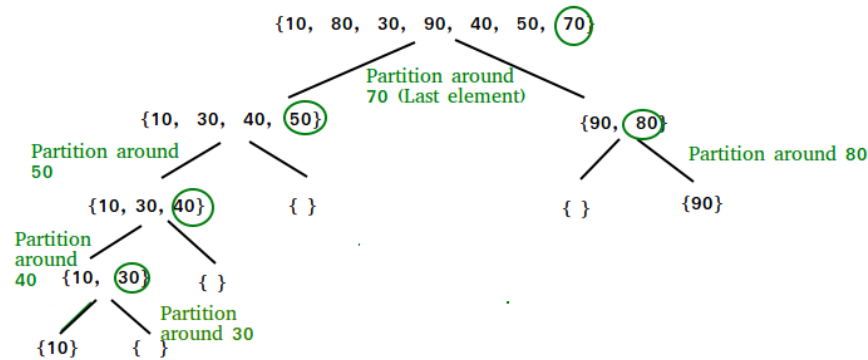 {10, 80, 30, 90, 40, 50, 70}
Partition around
70 (Last element)
{10, 30, 40, 50}
{90, 80}
Partition around
50
Partition around 80
{10, 30, 40}
{ }
{ }
{90}
Partition
around
40
{10, 30}
{ }
Partition
around 30
{10}
{ }